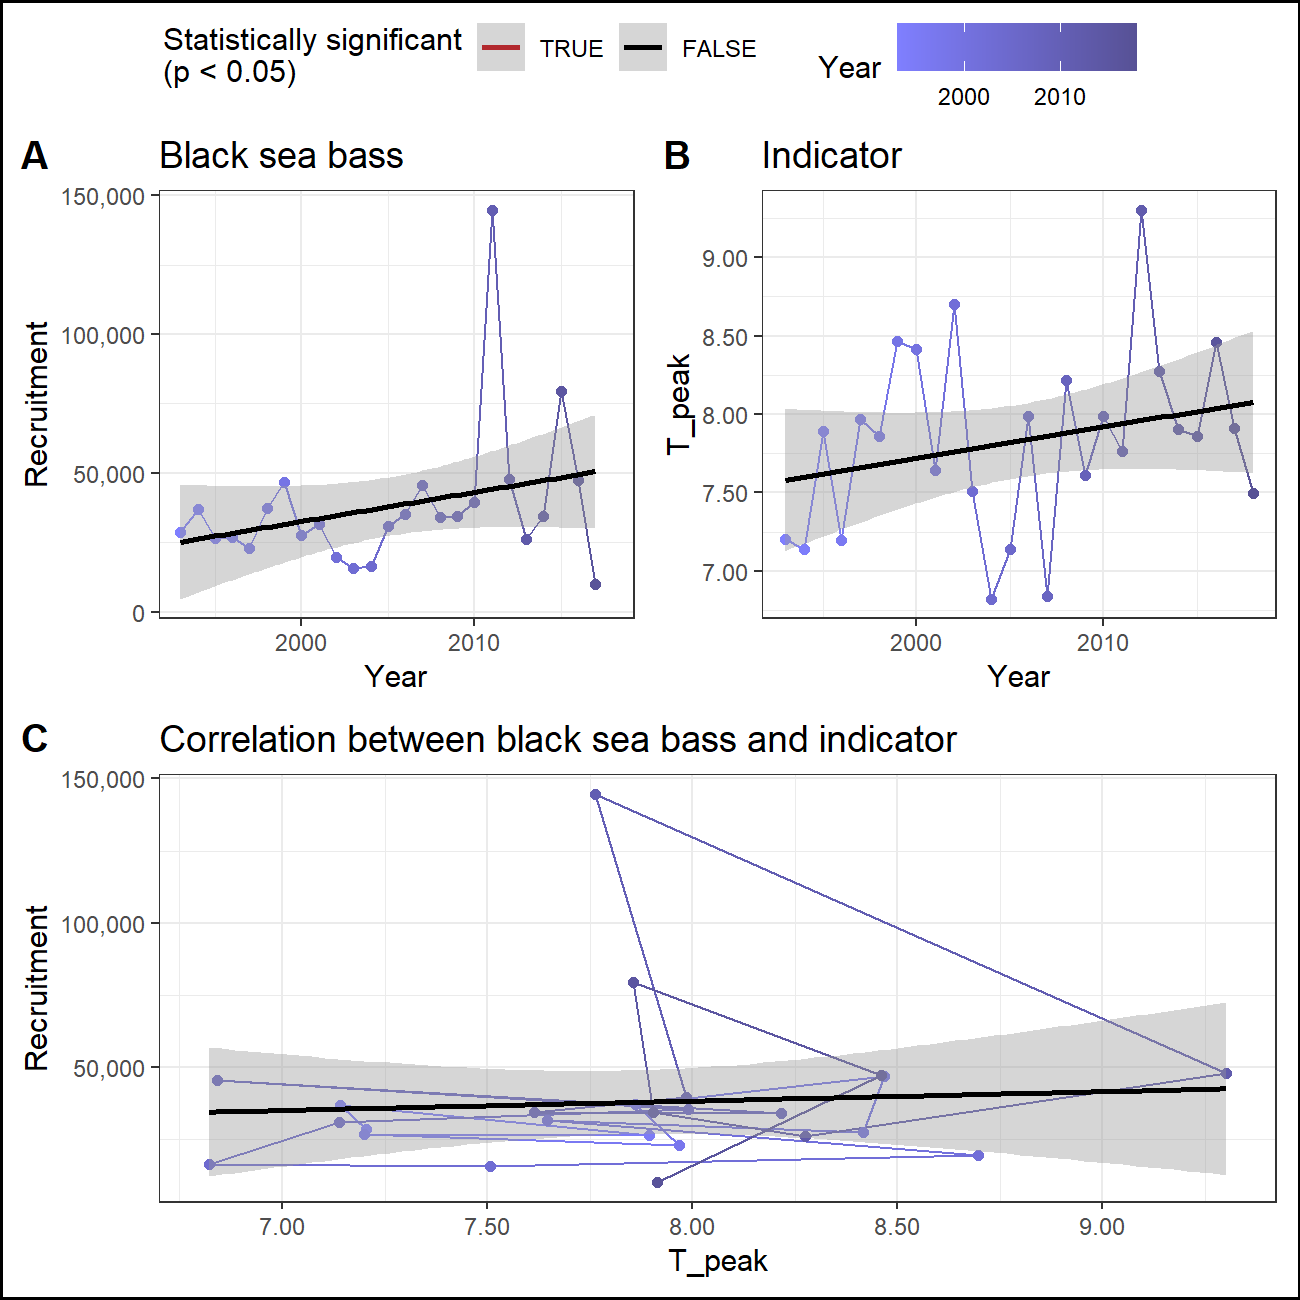 Statistically significant
(p < 0.05)
TRUE
FALSE
Year
2000
2010
A
Black sea bass
150,000
100,000
50,000
0
Recruitment
2000
2010
Year
B
Indicator
9.00
8.50
8.00
7.50
7.00
T_peak
2000
2010
Year
C
Correlation between black sea bass and indicator
150,000
100,000
50,000
Recruitment
7.00
7.50
8.00
8.50
9.00
T_peak